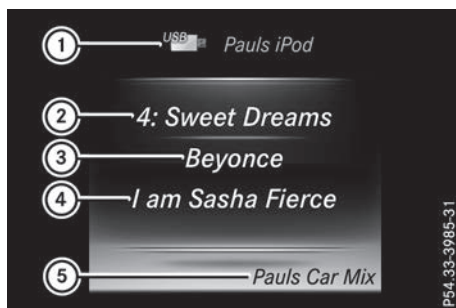 1 USB Pauls iPod
2 4: Sweet Dreams
3 Beyonce
4 I am Sasha Fierce
5 Pauls Car Mix
P54.33-3985-31